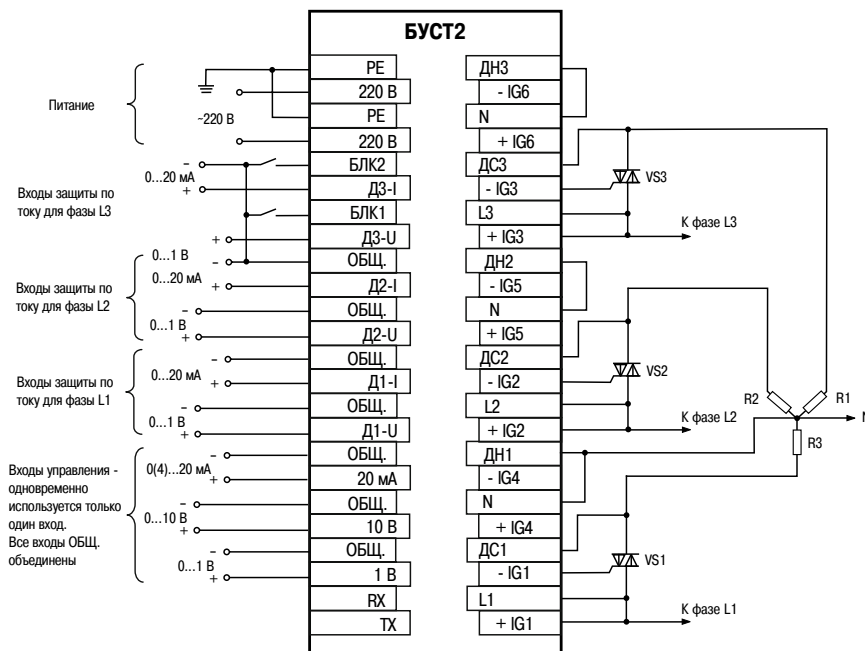 БУСТ2
Питание
~220 В
PE
220 В
PE
220 В
БЛК2
Д3-I
БЛК1
Д3-U
ОБЩ.
Д2-I
ОБЩ.
Д2-U
ОБЩ.
Д1-I
ОБЩ.
Д1-U
ОБЩ.
20 мА
ОБЩ.
10 В
ОБЩ.
1 В
RX
TX
Входы защиты по
току для фазы L3
–
0...20 мА
+
+
0...1 В
–
Входы защиты по
току для фазы L2
0...20 мА
+
–
0...1 В
+
Входы защиты по
току для фазы L1
–
0...20 мА
+
–
0...1 В
+
Входы управления -
одновременно
используется только
один вход.
Все входы ОБЩ.
объединены
–
0(4)...20 мА
+
–
0...10 В
+
–
0...1 В
+
ДН3
- IG6
N
+ IG6
ДС3
- IG3
L3
+ IG3
ДН2
- IG5
N
+ IG5
ДС2
- IG2
L2
+ IG2
ДН1
- IG4
N
+ IG4
ДС1
- IG1
L1
+ IG1
VS3
К фазе L3
VS2
К фазе L2
R2
R1
N
R3
VS1
К фазе L1